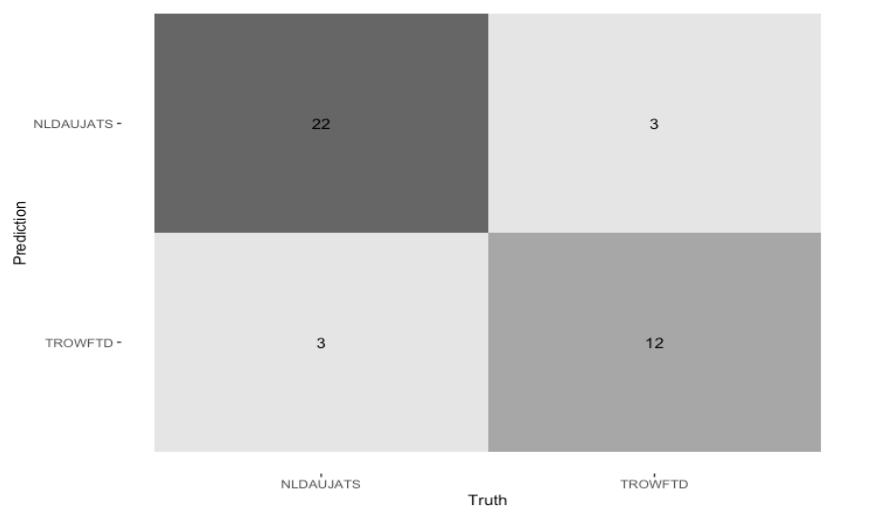 NLDAUJATS
22
3
Prediction
TROWFTD
3
12
NLDAUJATS
TROWFTD
Truth